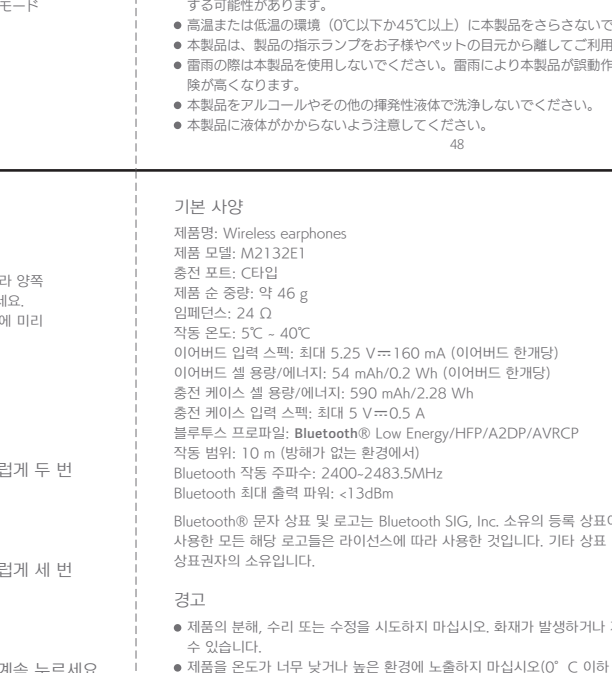 モード
する可能性があります。
● 高温または低温の環境（0℃以下か45℃以上）に本製品をさらさないで
● 本製品は、製品の指示ランプをお子様やペットの目元から離してご利用
● 雷雨の際は本製品を使用しないでください。雷雨により本製品が誤動作
険が高くなります。
● 本製品をアルコールやその他の揮発性液体で洗浄しないでください。
● 本製品に液体がかからないよう注意してください。
48
라 양쪽
세요.
에 미리
럽게 두 번
럽게 세 번
계속 누르세요
기본 사양
제품명: Wireless earphones
제품 모델: M2132E1
충전 포트: C타입
제품 순 중량: 약 46 g
임페던스: 24 Ω
작동 온도: 5℃ ~ 40℃
이어버드 입력 스펙: 최대 5.25 V⎓160 mA (이어버드 한개당)
이어버드 셀 용량/에너지: 54 mAh/0.2 Wh (이어버드 한개당)
충전 케이스 셀 용량/에너지: 590 mAh/2.28 Wh
충전 케이스 입력 스펙: 최대 5 V⎓0.5 A
블루투스 프로파일: Bluetooth® Low Energy/HFP/A2DP/AVRCP
작동 범위: 10 m (방해가 없는 환경에서)
Bluetooth 작동 주파수: 2400~2483.5MHz
Bluetooth 최대 출력 파워: <13dBm
Bluetooth® 문자 상표 및 로고는 Bluetooth SIG, Inc. 소유의 등록 상표
사용한 모든 해당 로고들은 라이선스에 따라 사용한 것입니다. 기타 상표
상표권자의 소유입니다.
경고
● 제품의 분해, 수리 또는 수정을 시도하지 마십시오. 화재가 발생하거나
수 있습니다.
● 제품을 온도가 너무 낮거나 높은 환경에 노출하지 마십시오(0° C 이하